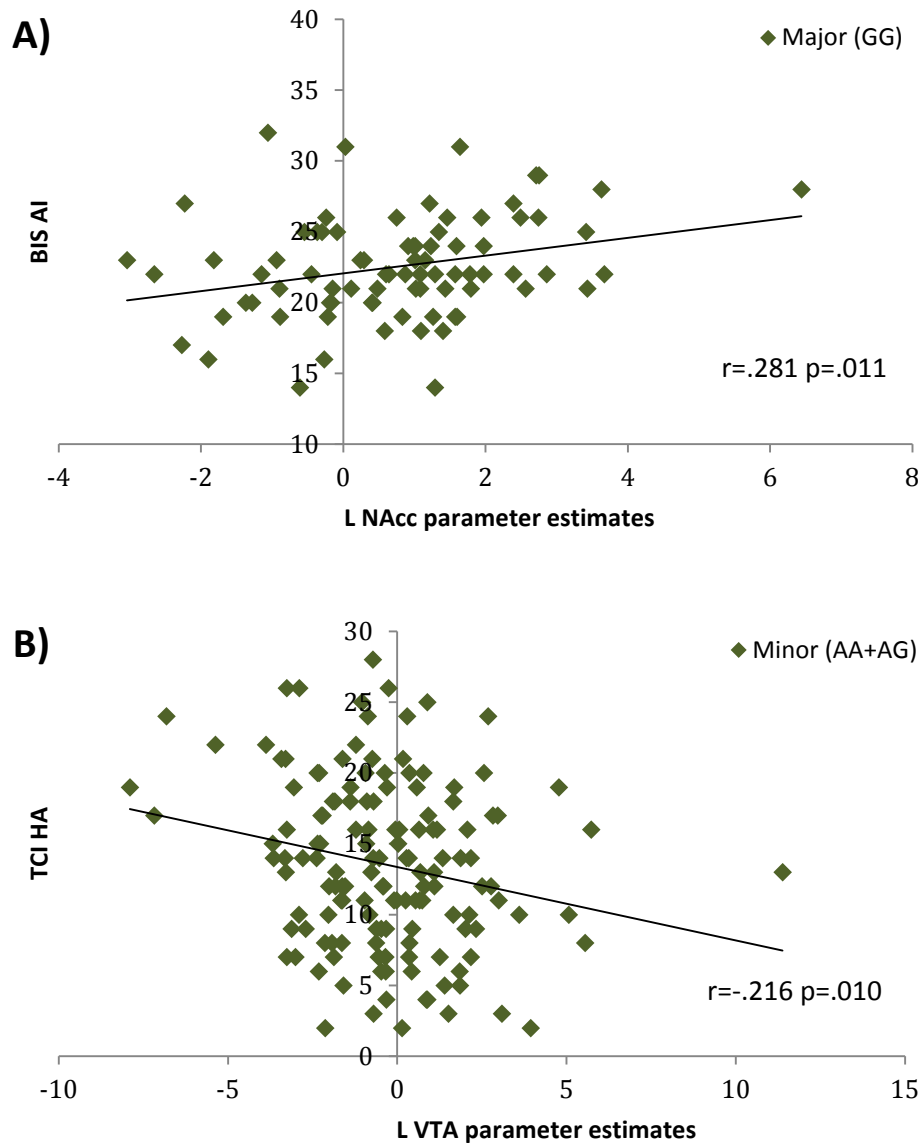 A)
Major (GG)
BIS AI
40
35
30
25
20
15
10
r=.281 p=.011
-4
-2
0
2
4
6
8
L NAcc parameter estimates
B)
Minor (AA+AG)
TCI HA
30
25
20
15
10
5
0
r=-.216 p=.010
-10
-5
0
5
10
15
L VTA parameter estimates